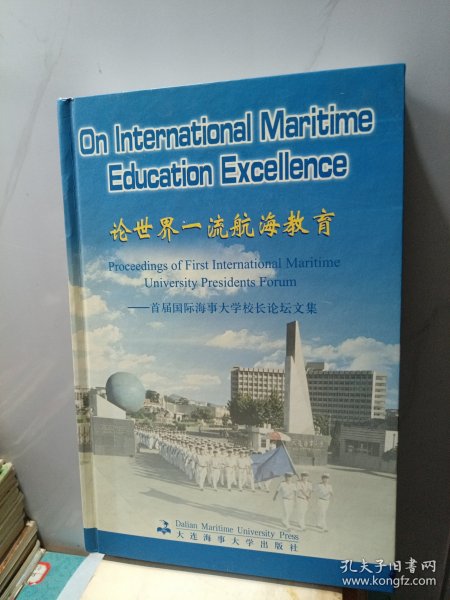 On International Maritime
Education Excellence
论世界一流航海教育
Proceedings of First International Maritime
University Presidents Forum
——首届国际海事大学校长论坛文集
Dalian Maritime University Press
大连海事大学出版社
孔夫子旧书网
www.kongfz.com